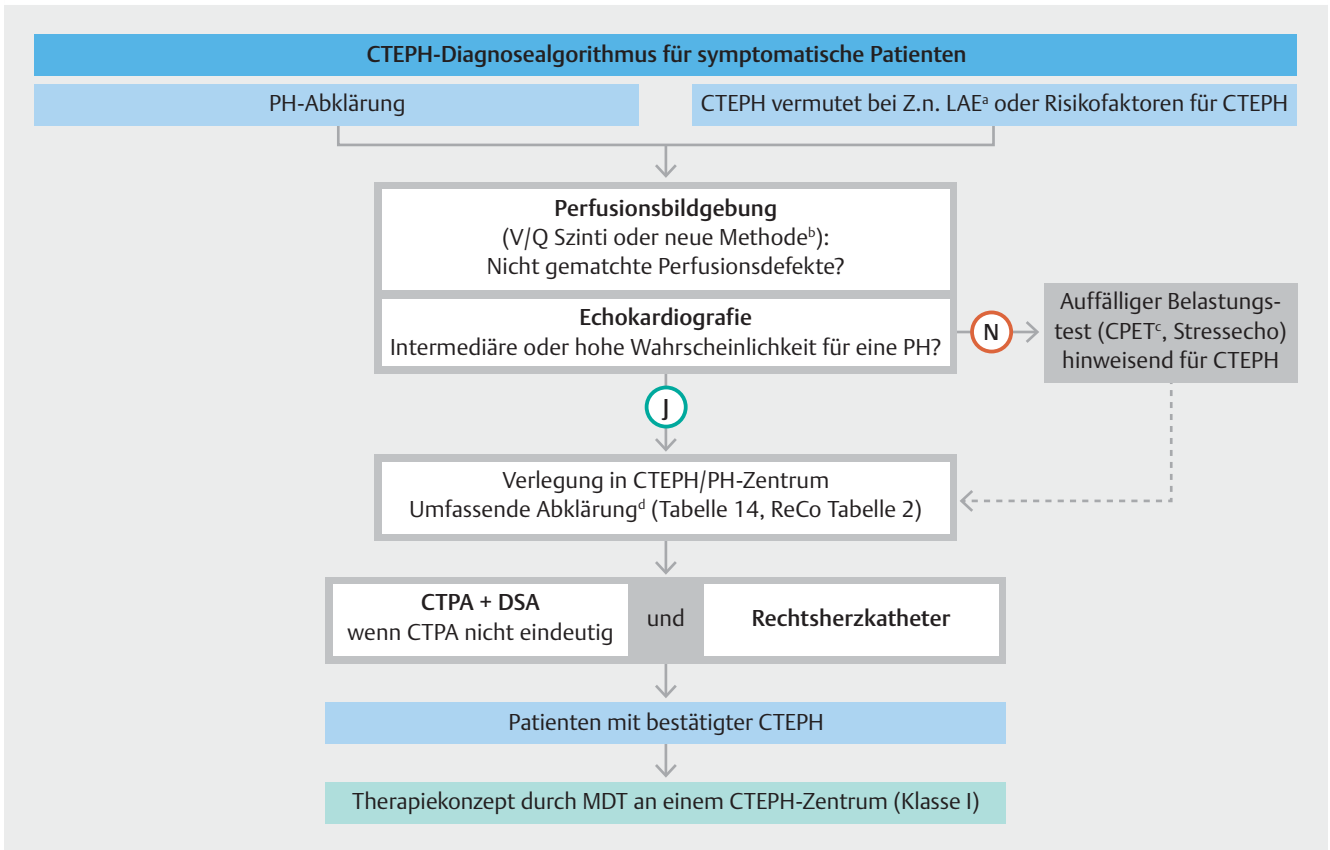 CTEPH-Diagnosealgorithmus für symptomatische Patienten
PH-Abklärung
CTEPH vermutet bei Z.n. LAEᵃ oder Risikofaktoren für CTEPH
Perfusionsbildgebung
(V/Q Szinti oder neue Methodeᵇ):
Nicht gematchte Perfusionsdefekte?
Echokardiografie
Intermediäre oder hohe Wahrscheinlichkeit für eine PH?
N
Auffälliger Belastungs-
test (CPETᶜ, Stressecho)
hinweisend für CTEPH
J
Verlegung in CTEPH/PH-Zentrum
Umfassende Abklärungᵈ (Tabelle 14, ReCo Tabelle 2)
CTPA + DSA
wenn CTPA nicht eindeutig
und
Rechtsherzkatheter
Patienten mit bestätigter CTEPH
Therapiekonzept durch MDT an einem CTEPH-Zentrum (Klasse I)